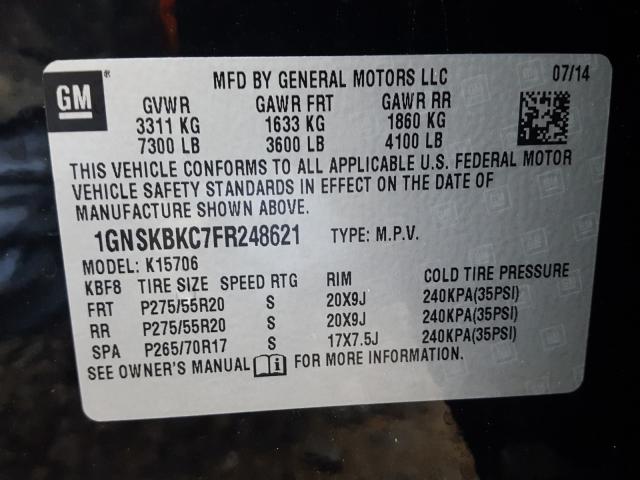 GM ®
MFD BY GENERAL MOTORS LLC 07/14
GVWR GAWR FRT GAWR RR
3311 KG 1633 KG 1860 KG
7300 LB 3600 LB 4100 LB
THIS VEHICLE CONFORMS TO ALL APPLICABLE U.S. FEDERAL MOTOR
VEHICLE SAFETY STANDARDS IN EFFECT ON THE DATE OF
MANUFACTURE SHOWN ABOVE.
1GNSKBKC7FR248621 TYPE: M.P.V.
MODEL: K15706
KBF8 TIRE SIZE SPEED RTG RIM COLD TIRE PRESSURE
FRT P275/55R20 S 20X9J 240KPA(35PSI)
RR P275/55R20 S 20X9J 240KPA(35PSI)
SPA P265/70R17 S 17X7.5J 240KPA(35PSI)
SEE OWNER'S MANUAL i FOR MORE INFORMATION.